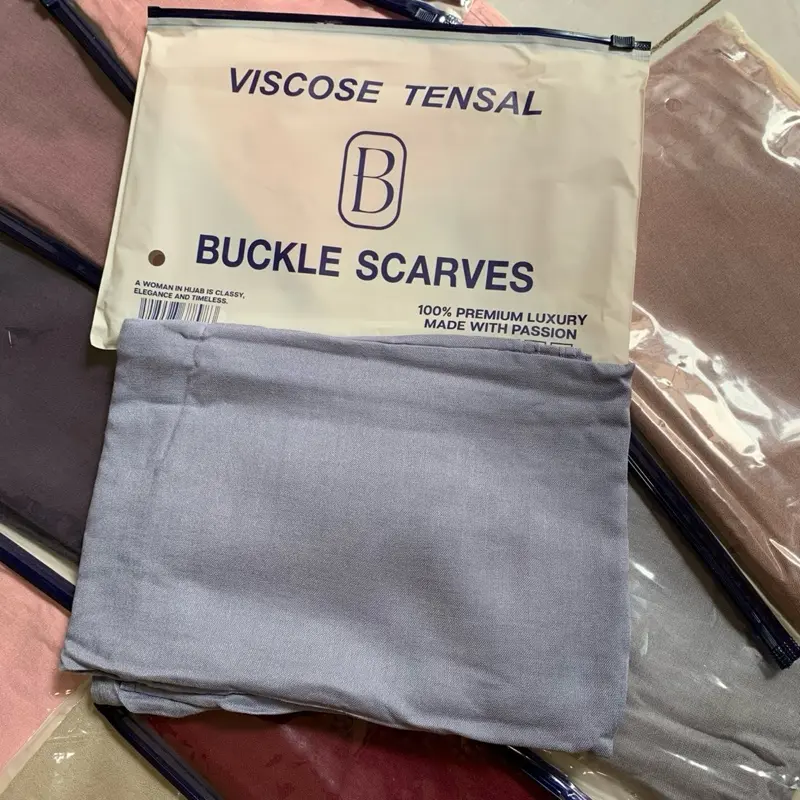 VISCOSE TENSAL
B
BUCKLE SCARVES
A WOMAN IN HIJAB IS CLASSY,
ELEGANCE AND TIMELESS.
100% PREMIUM LUXURY
MADE WITH PASSION